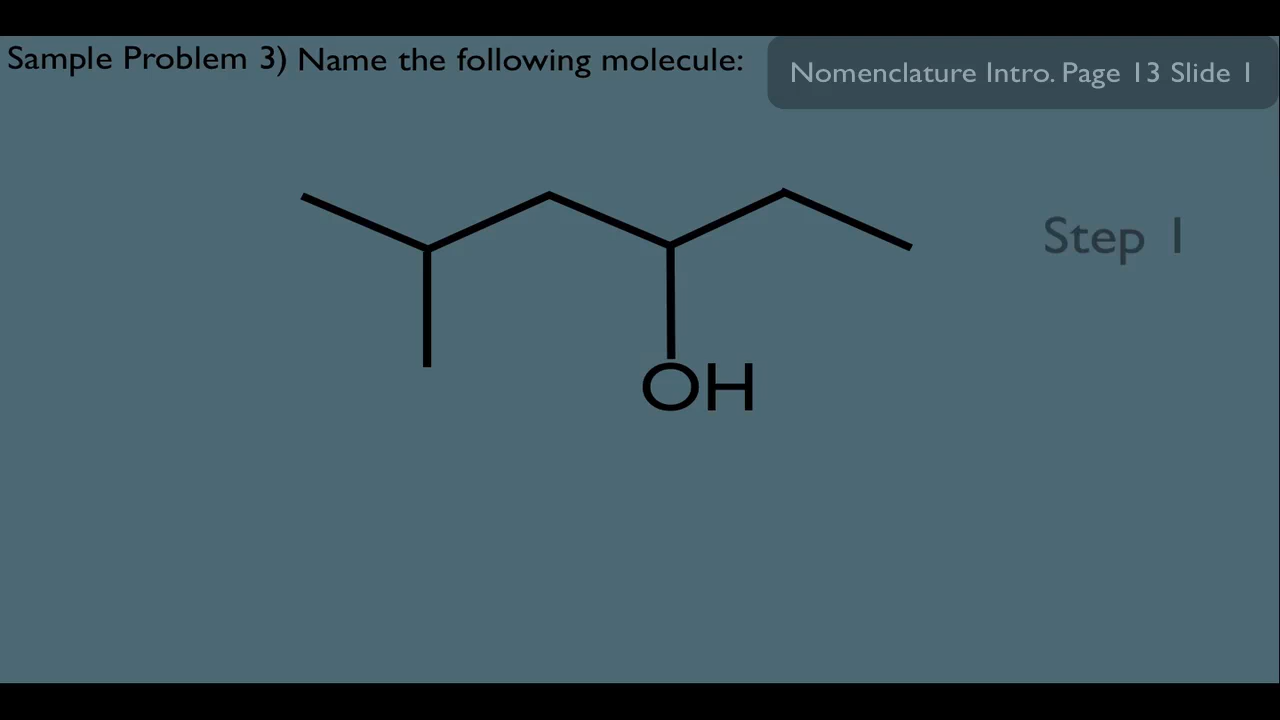 Sample Problem 3) Name the following molecule:
Nomenclature Intro. Page 13 Slide 1
Step 1
OH